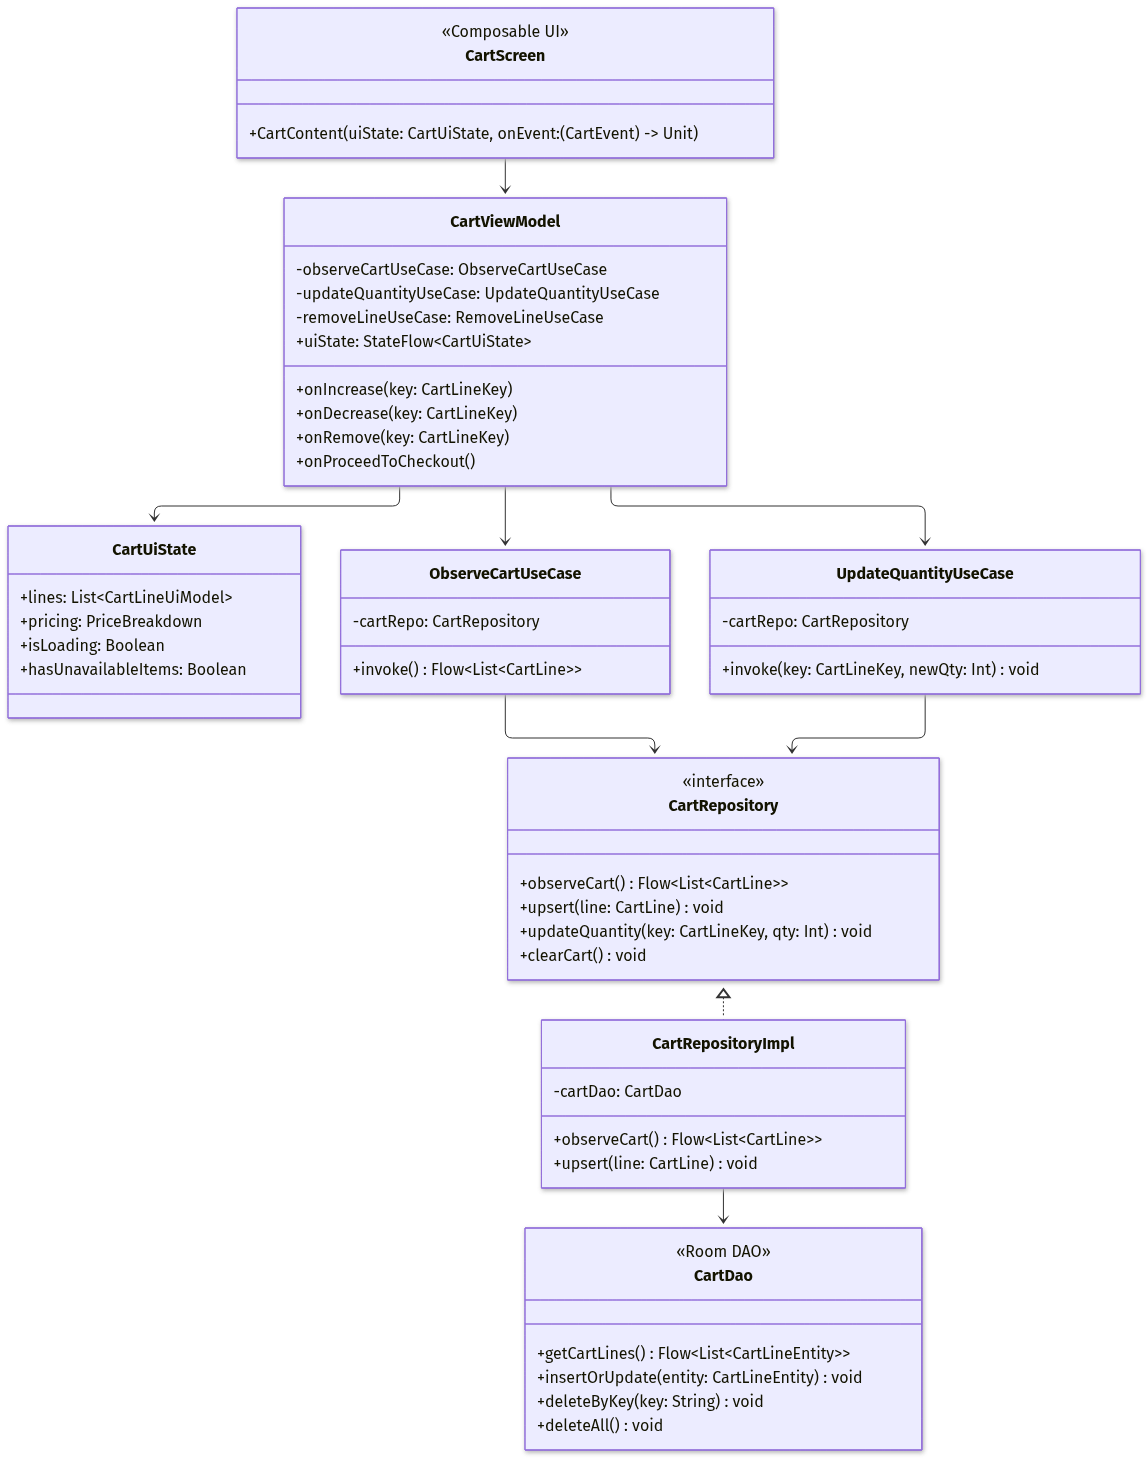 «Composable UI»
CartScreen
+CartContent(uiState: CartUiState, onEvent:(CartEvent) -> Unit)
CartViewModel
-observeCartUseCase: ObserveCartUseCase
-updateQuantityUseCase: UpdateQuantityUseCase
-removeLineUseCase: RemoveLineUseCase
+uiState: StateFlow<CartUiState>
+onIncrease(key: CartLineKey)
+onDecrease(key: CartLineKey)
+onRemove(key: CartLineKey)
+onProceedToCheckout()
CartUiState
+lines: List<CartLineUiModel>
+pricing: PriceBreakdown
+isLoading: Boolean
+hasUnavailableItems: Boolean
ObserveCartUseCase
-cartRepo: CartRepository
+invoke() : Flow<List<CartLine>>
UpdateQuantityUseCase
-cartRepo: CartRepository
+invoke(key: CartLineKey, newQty: Int) : void
«interface»
CartRepository
+observeCart() : Flow<List<CartLine>>
+upsert(line: CartLine) : void
+updateQuantity(key: CartLineKey, qty: Int) : void
+clearCart() : void
CartRepositoryImpl
-cartDao: CartDao
+observeCart() : Flow<List<CartLine>>
+upsert(line: CartLine) : void
«Room DAO»
CartDao
+getCartLines() : Flow<List<CartLineEntity>>
+insertOrUpdate(entity: CartLineEntity) : void
+deleteByKey(key: String) : void
+deleteAll() : void